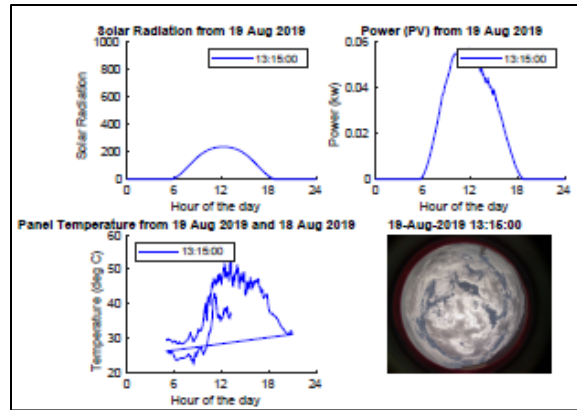 Solar Radiation from 19 Aug 2019
1000
800
600
400
200
0
Solar Radiation
13:15:00
0 6 12 18 24
Hour of the day
Power (PV) from 19 Aug 2019
0.06
0.04
0.02
0
Power (kw)
13:15:00
0 6 12 18 24
Hour of the day
Panel Temperature from 19 Aug 2019 and 18 Aug 2019
60
50
40
30
20
Temperature (deg C)
13:15:00
0 6 12 18 24
Hour of the day
19-Aug-2019 13:15:00